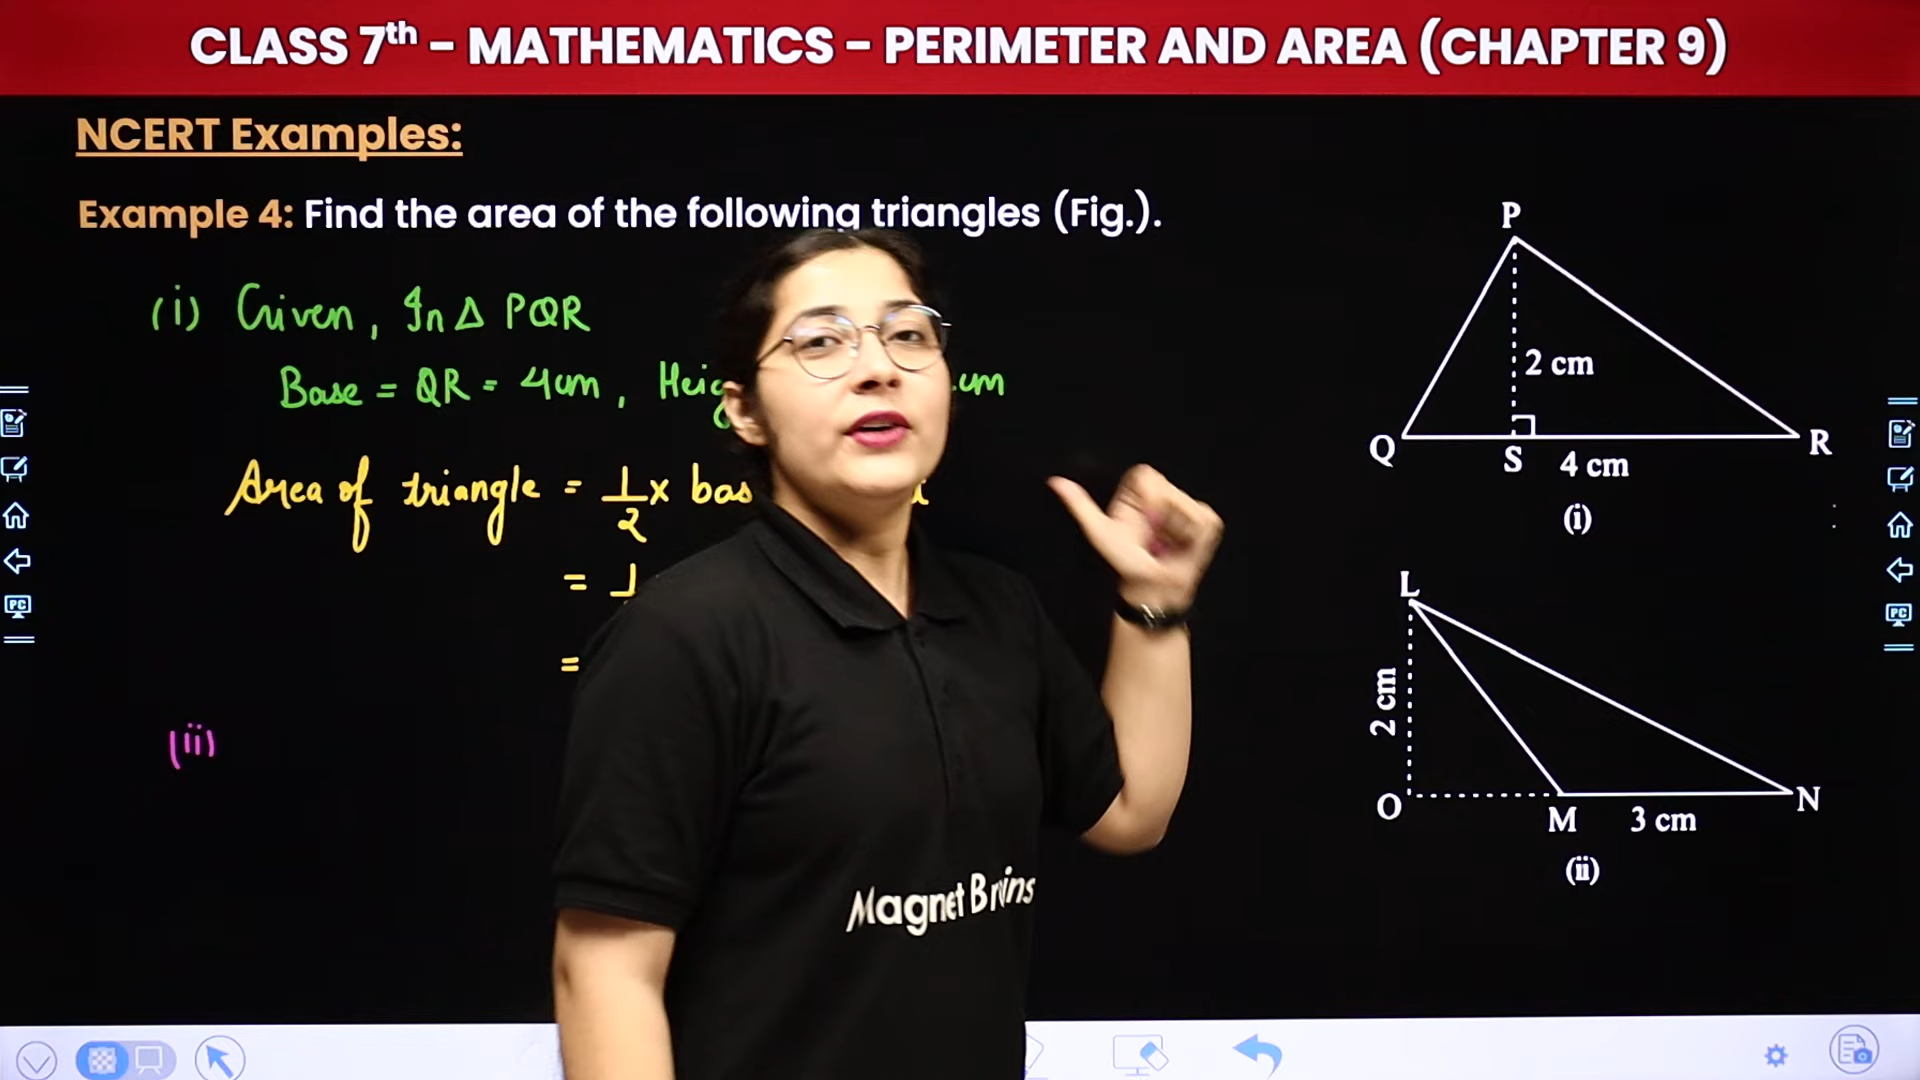 CLASS 7th - MATHEMATICS - PERIMETER AND AREA (CHAPTER 9)
NCERT Examples:
Example 4: Find the area of the following triangles (Fig.).
(i) Given, In Δ PQR
Base = QR = 4cm, cm
Area of triangle = 1/2 x
=
=
(ii)
P
2 cm
Q S 4 cm R
(i)
L
2 cm
O M 3 cm N
(ii)
Magnet Brains
PC
PC